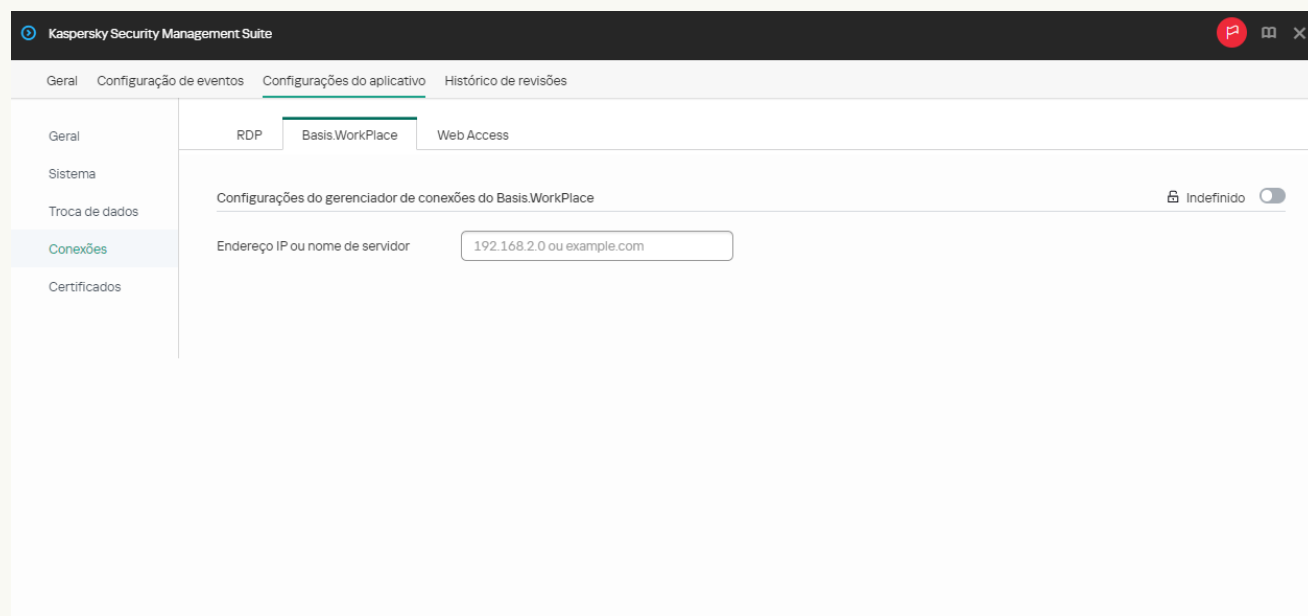 Kaspersky Security Management Suite
Geral Configuração de eventos Configurações do aplicativo Histórico de revisões
Geral
Sistema
Troca de dados
Conexões
Certificados
RDP Basis.WorkPlace Web Access
Configurações do gerenciador de conexões do Basis.WorkPlace Indefinido
Endereço IP ou nome de servidor 192.168.2.0 ou example.com